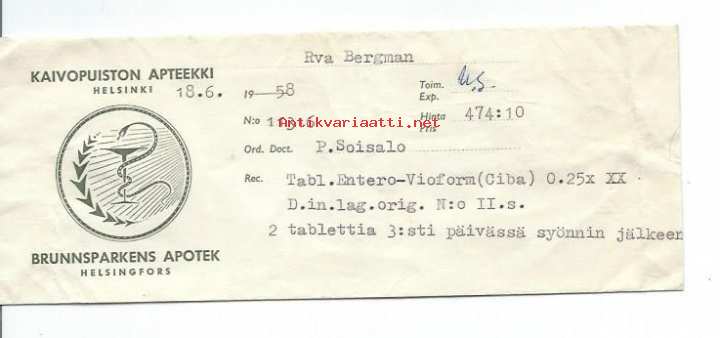 Rva Bergman
KAIVOPUISTON APTEEKKI
HELSINKI
18.6. 19 58
Toim.
Exp.
N:o
Antikvariaatti.net
Hinta 474:10
Pris
Ord. Doct. P.Soisalo
Rec. Tabl.Entero-Vioform(Ciba) 0.25x XX
D.in.lag.orig. N:o II.s.
2 tablettia 3:sti päivässä syönnin jälkeen
BRUNNSPARKENS APOTEK
HELSINGFORS